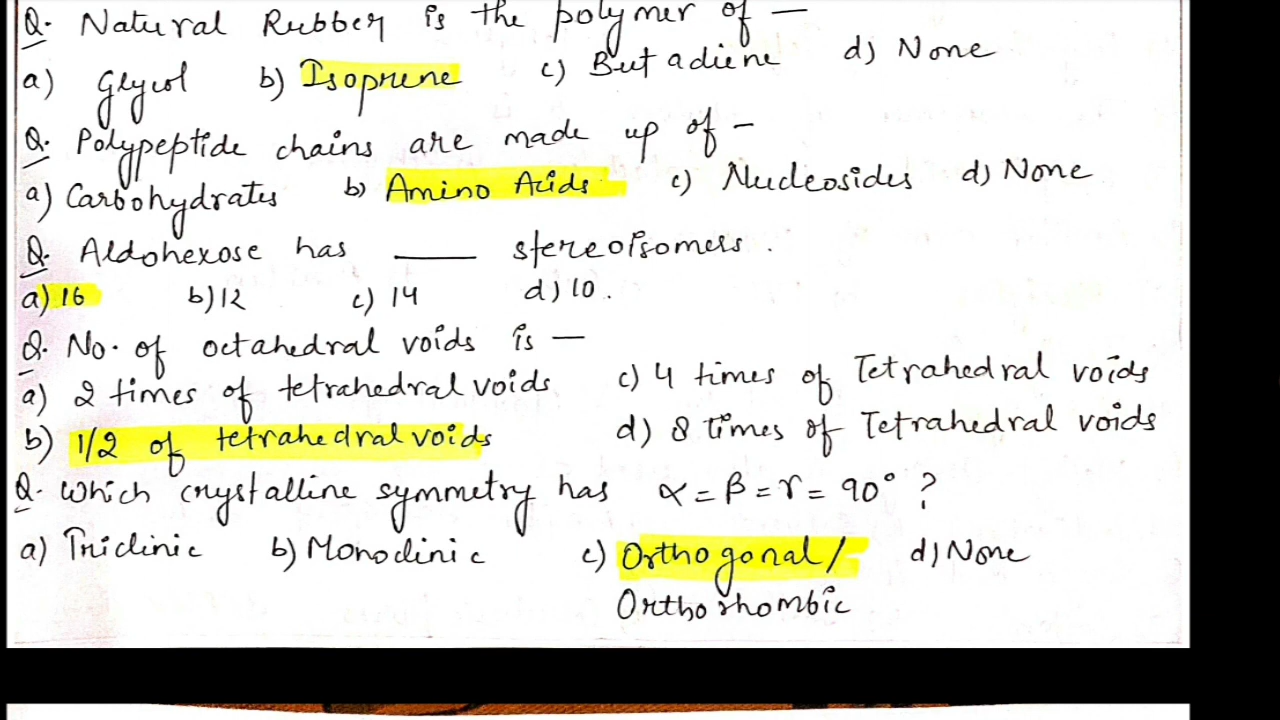 Q. Natural Rubber is the polymer of —
a) Glycol b) Isoprene c) Butadiene d) None
Q. Polypeptide chains are made up of —
a) Carbohydrates b) Amino Acids c) Nucleosides d) None
Q. Aldohexose has ____ stereoisomers.
a) 16 b) 12 c) 14 d) 10.
Q. No. of octahedral voids is —
a) 2 times of tetrahedral voids c) 4 times of Tetrahedral voids
b) 1/2 of tetrahedral voids d) 8 times of Tetrahedral voids
Q. Which crystalline symmetry has α = β = γ = 90° ?
a) Triclinic b) Monoclinic c) Orthogonal / d) None
Orthorhombic